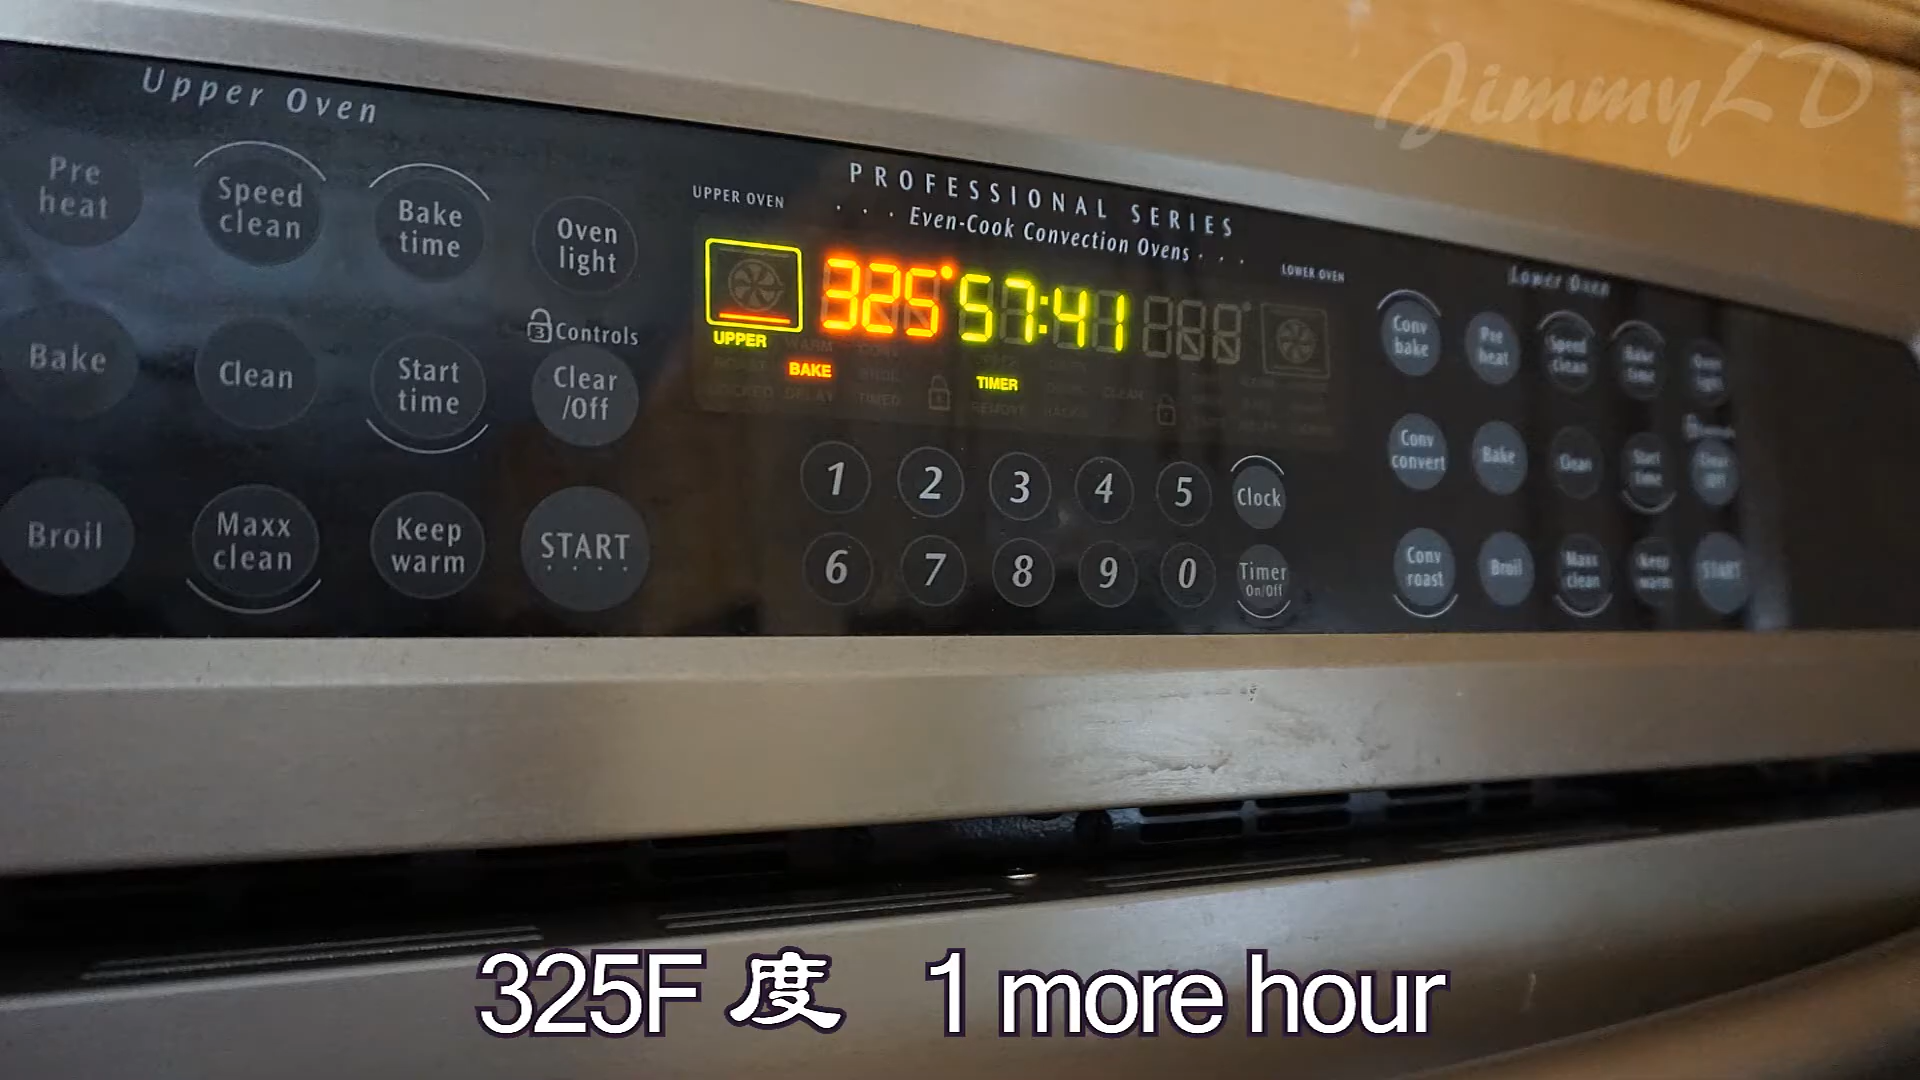 JimmyLD
Upper Oven
Pre heat
Speed clean
Bake time
Oven light
Bake
Clean
Start time
3 Controls
Clear /Off
Broil
Maxx clean
Keep warm
START
PROFESSIONAL SERIES
Even-Cook Convection Ovens
UPPER OVEN
LOWER OVEN
325° 57:41
UPPER
BAKE
TIMER
1 2 3 4 5 Clock
6 7 8 9 0 Timer On/Off
Lower Oven
Conv bake
Pre heat
Speed clean
Bake time
Oven light
Conv convert
Bake
Clean
Start time
Clear /Off
Conv roast
Broil
Maxx clean
Keep warm
START
325F 度 1 more hour